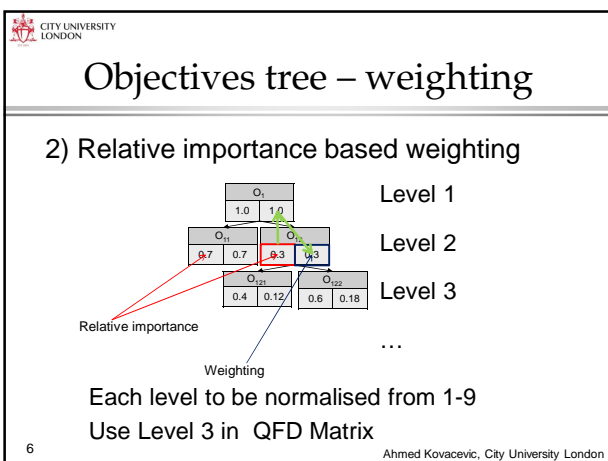 CITY UNIVERSITY
LONDON
Objectives tree – weighting
2) Relative importance based weighting
O1
1.0 1.0
Level 1
O11 O12
0.7 0.7 0.3 0.3
Level 2
O121 O122
0.4 0.12 0.6 0.18
Level 3
Relative importance
…
Weighting
Each level to be normalised from 1-9
Use Level 3 in QFD Matrix
6
Ahmed Kovacevic, City University London